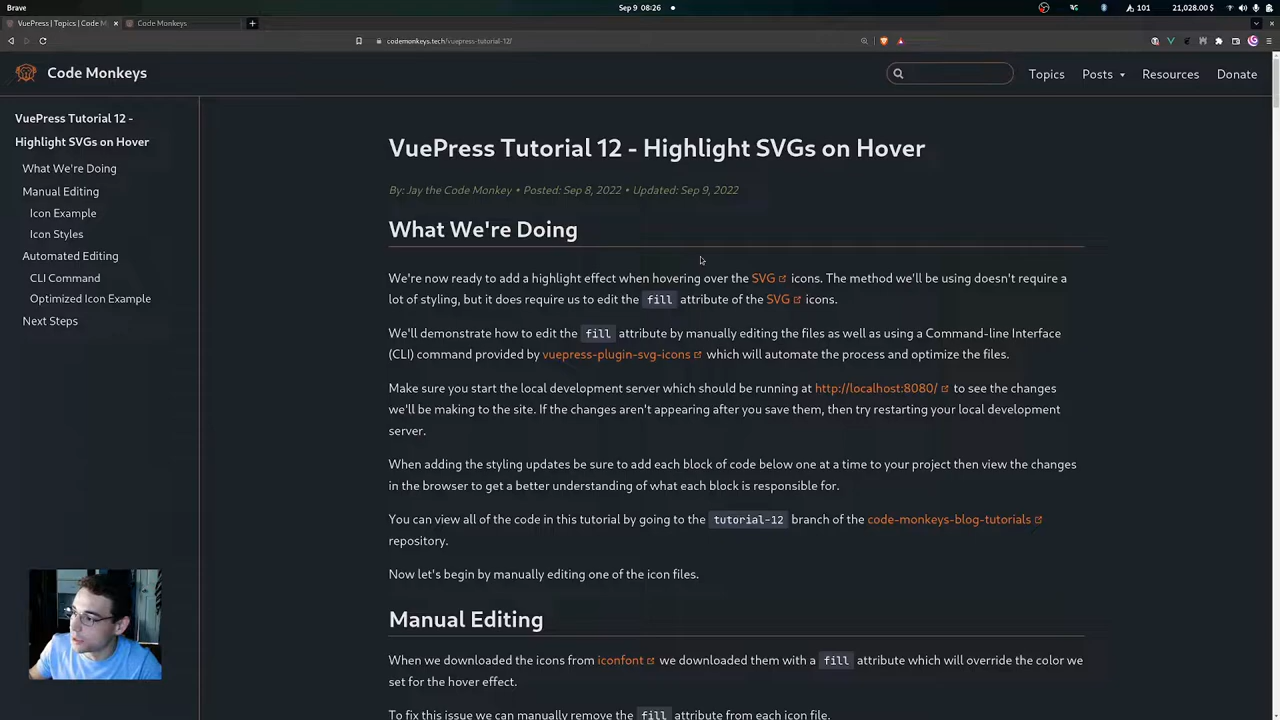 Brave
Sep 9 08:26
101
21,028.00 $
VuePress | Topics | Code M
Code Monkeys
codemonkeys.tech/vuepress-tutorial-12/
Code Monkeys
Topics
Posts
Resources
Donate
VuePress Tutorial 12 -
Highlight SVGs on Hover
What We're Doing
Manual Editing
Icon Example
Icon Styles
Automated Editing
CLI Command
Optimized Icon Example
Next Steps
VuePress Tutorial 12 - Highlight SVGs on Hover
By: Jay the Code Monkey • Posted: Sep 8, 2022 • Updated: Sep 9, 2022
What We're Doing
We're now ready to add a highlight effect when hovering over the SVG icons. The method we'll be using doesn't require a
lot of styling, but it does require us to edit the fill attribute of the SVG icons.
We'll demonstrate how to edit the fill attribute by manually editing the files as well as using a Command-line Interface
(CLI) command provided by vuepress-plugin-svg-icons which will automate the process and optimize the files.
Make sure you start the local development server which should be running at http://localhost:8080/ to see the changes
we'll be making to the site. If the changes aren't appearing after you save them, then try restarting your local development
server.
When adding the styling updates be sure to add each block of code below one at a time to your project then view the changes
in the browser to get a better understanding of what each block is responsible for.
You can view all of the code in this tutorial by going to the tutorial-12 branch of the code-monkeys-blog-tutorials
repository.
Now let's begin by manually editing one of the icon files.
Manual Editing
When we downloaded the icons from iconfont we downloaded them with a fill attribute which will override the color we
set for the hover effect.
To fix this issue we can manually remove the fill attribute from each icon file.